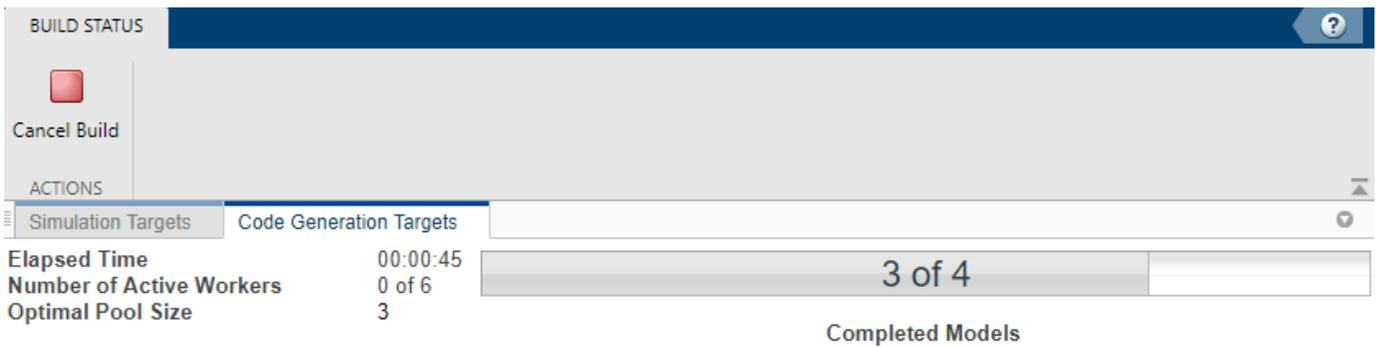 BUILD STATUS
?
Cancel Build
ACTIONS
Simulation Targets Code Generation Targets
Elapsed Time 00:00:45
Number of Active Workers 0 of 6
Optimal Pool Size 3
3 of 4
Completed Models